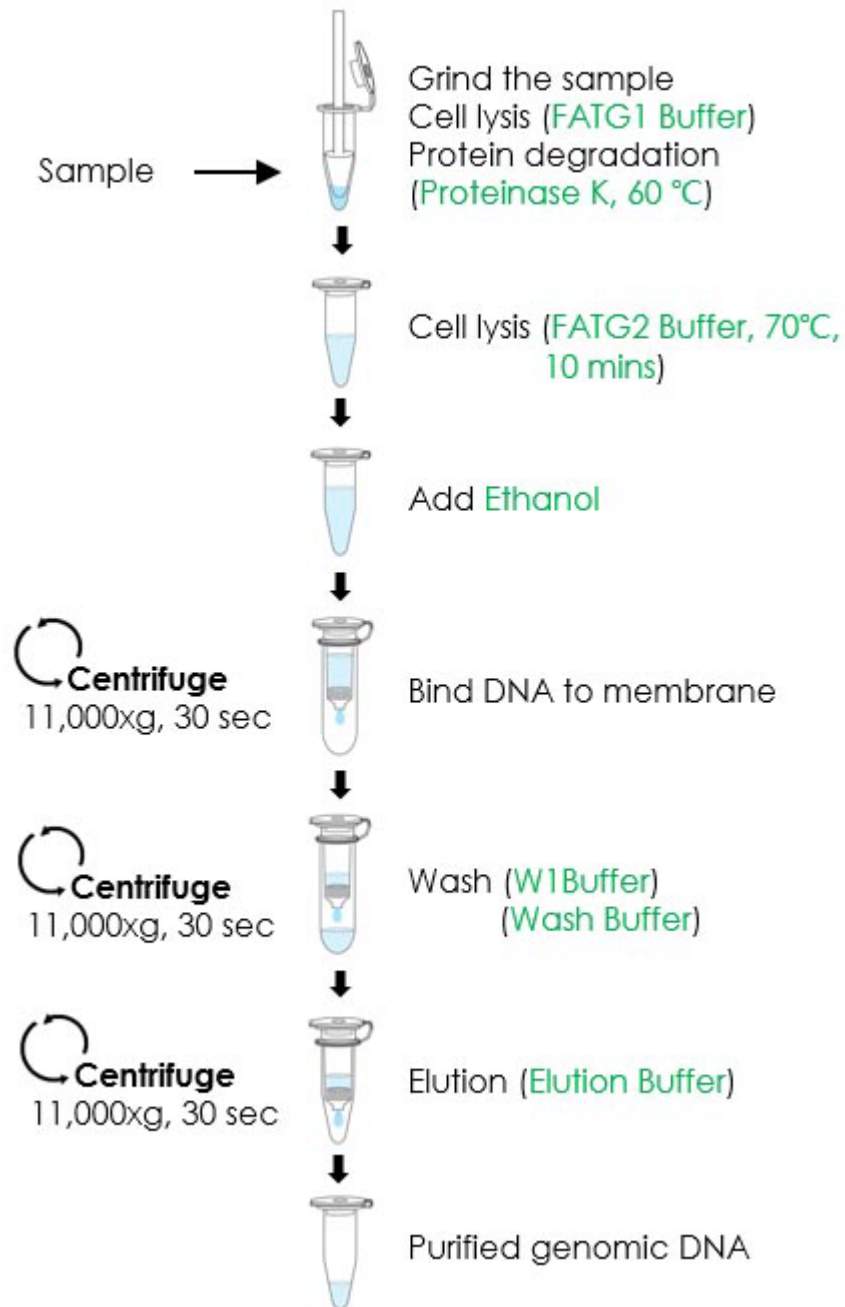 Sample
Grind the sample
Cell lysis (FATG1 Buffer)
Protein degradation
(Proteinase K, 60 ℃)
Cell lysis (FATG2 Buffer, 70℃,
10 mins)
Add Ethanol
Centrifuge
11,000xg, 30 sec
Bind DNA to membrane
Centrifuge
11,000xg, 30 sec
Wash (W1Buffer)
(Wash Buffer)
Centrifuge
11,000xg, 30 sec
Elution (Elution Buffer)
Purified genomic DNA